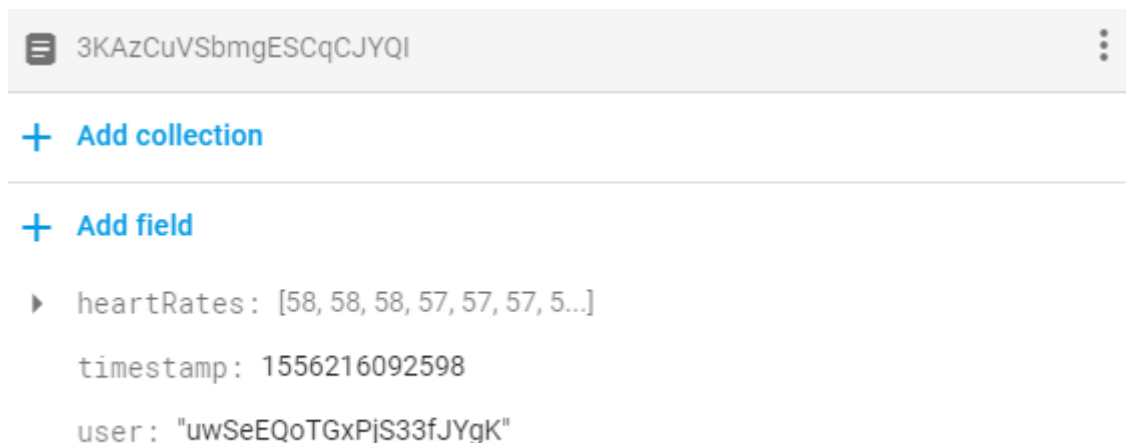 3KAzCuVSbmgESCqCJYQI
+ Add collection
+ Add field
heartRates: [58, 58, 58, 57, 57, 57, 5...]
timestamp: 1556216092598
user: "uwSeEQoTGxPjS33fJYgK"